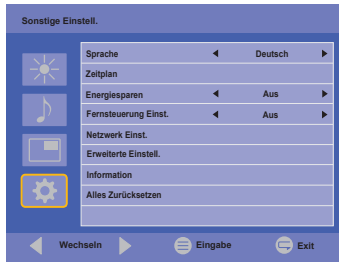 Sonstige Einstell.
Sprache Deutsch
Zeitplan
Energiesparen Aus
Fernsteuerung Einst. Aus
Netzwerk Einst.
Erweiterte Einstell.
Information
Alles Zurücksetzen
Wechseln Eingabe Exit